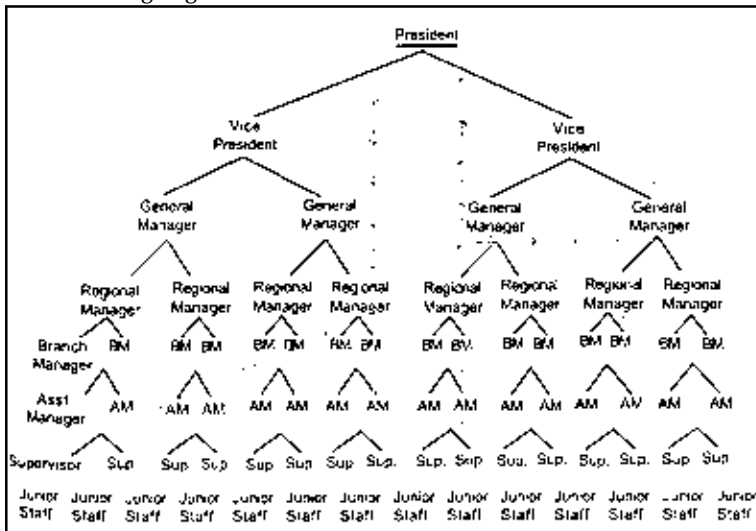 President
Vice Vice
President President
General General General General
Manager Manager Manager Manager
Regional Regional Regional Regional Regional Regional Regional Regional
Manager Manager Manager Manager Manager Manager Manager Manager
Branch BM BM BM BM BM BM BM BM BM BM BM BM BM BM BM
Manager
Asst AM AM AM AM AM AM AM AM AM AM AM AM AM AM AM
Manager
Supervisor Sup Sup Sup Sup Sup Sup Sup. Sup. Sup Sup. Sup. Sup. Sup. Sup Sup
Junior Junior Junior Junior Junior Junior Junior Junior Junior Junior Junior Junior Junior Junior
Staff Staff Staff Staff Staff Staff Staff Staff Staff Staff Staff Staff Staff Staff